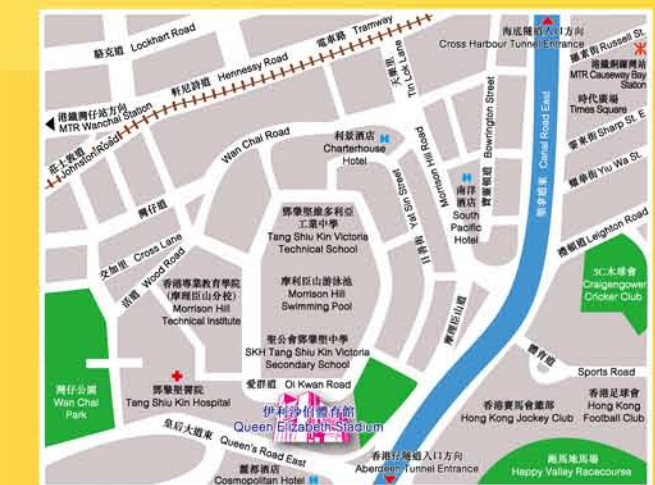 駱克道 Lockhart Road
電車路 Tramway
海底隧道入口方向
Cross Harbour Tunnel Entrance
羅素街 Russell St.
港鐵銅鑼灣站
MTR Causeway Bay
Station
軒尼詩道 Hennessy Road
天樂里
Tin Lok Lane
港鐵灣仔站方向
MTR Wanchai Station
莊士敦道
Johnston Road
時代廣場
Times Square
霎東街 Sharp St. E
耀華街 Yiu Wa St.
Wan Chai Road
利景酒店
Charterhouse
Hotel
Morrison Hill Road
寶靈頓道 Bowrington Street
堅拿道東 Canal Road East
灣仔道
日善街 Yat Sin Street
南洋
酒店
South
Pacific
Hotel
鄧肇堅維多利亞
工業中學
Tang Shiu Kin Victoria
Technical School
禮頓道 Leighton Road
交加里 Cross Lane
活道 Wood Road
香港專業教育學院
(摩理臣山分校)
Morrison Hill
Technical Institute
摩利臣山游泳池
Morrison Hill
Swimming Pool
摩理臣山道
木球會
Craigengower
Cricker Club
聖公會鄧肇堅中學
SKH Tang Shiu Kin Victoria
Secondary School
體育道
Sports Road
灣仔公園
Wan Chai
Park
鄧肇堅醫院
Tang Shiu Kin Hospital
愛群道 Oi Kwan Road
伊利沙伯體育館
Queen Elizabeth Stadium
香港賽馬會總部
Hong Kong Jockey Club
香港足球會
Hong Kong
Football Club
皇后大道東 Queen's Road East
麗都酒店
Cosmopolitan Hotel
香港仔隧道入口方向
Aberdeen Tunnel Entrance
跑馬地馬場
Happy Valley Racecourse